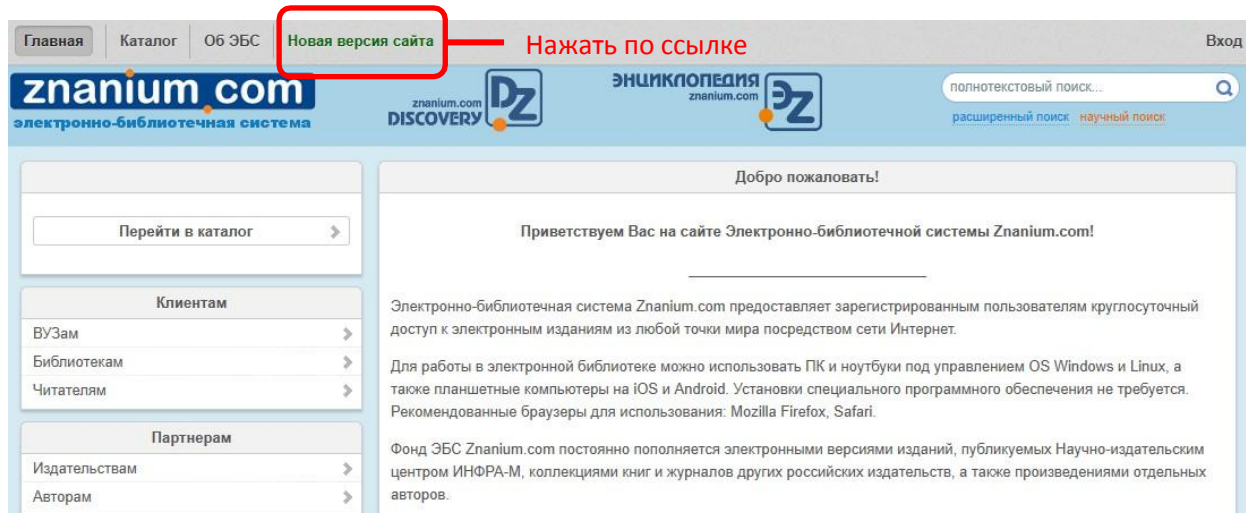 Главная Каталог Об ЭБС Новая версия сайта Нажать по ссылке Вход
znanium.com
электронно-библиотечная система
znanium.com
DISCOVERY DZ
ЭНЦИКЛОПЕДИЯ
znanium.com
ЭZ
полнотекстовый поиск...
расширенный поиск научный поиск
Перейти в каталог
Клиентам
ВУЗам
Библиотекам
Читателям
Партнерам
Издательствам
Авторам
Добро пожаловать!
Приветствуем Вас на сайте Электронно-библиотечной системы Znanium.com!
Электронно-библиотечная система Znanium.com предоставляет зарегистрированным пользователям круглосуточный
доступ к электронным изданиям из любой точки мира посредством сети Интернет.
Для работы в электронной библиотеке можно использовать ПК и ноутбуки под управлением OS Windows и Linux, а
также планшетные компьютеры на iOS и Android. Установки специального программного обеспечения не требуется.
Рекомендованные браузеры для использования: Mozilla Firefox, Safari.
Фонд ЭБС Znanium.com постоянно пополняется электронными версиями изданий, публикуемых Научно-издательским
центром ИНФРА-М, коллекциями книг и журналов других российских издательств, а также произведениями отдельных
авторов.